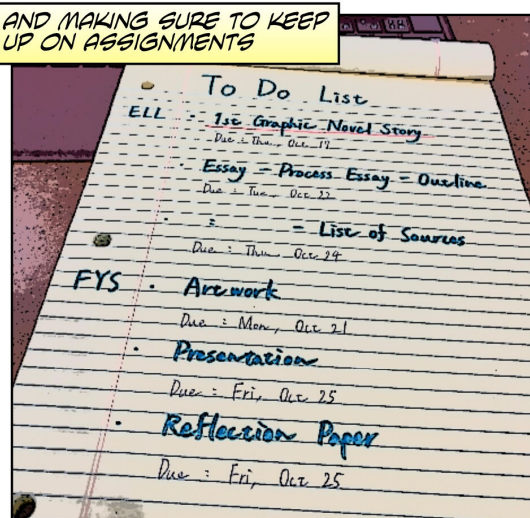 AND MAKING SURE TO KEEP
UP ON ASSIGNMENTS
To Do List
ELL · 1st Graphic Novel Story
Due : Thu, Oct 17
Essay - Process Essay - Outline
Due : Tue, Oct 22
· = - List of Sources
Due : Thu, Oct 24
FYS · Artwork
Due : Mon, Oct 21
· Presentation
Due : Fri, Oct 25
· Reflection Paper
Due : Fri, Oct 25